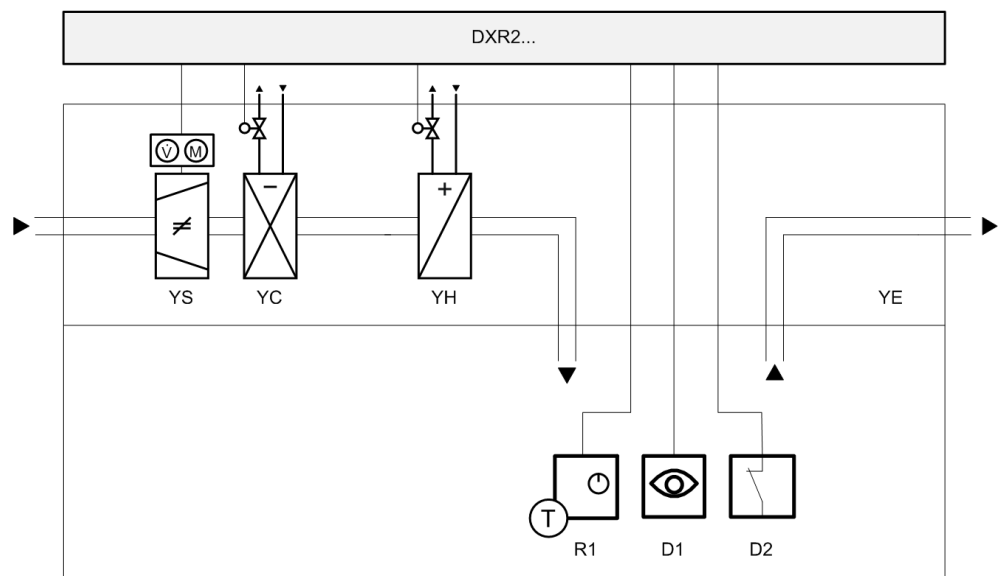 DXR2...
V̇ M
− +
≠
YS YC YH YE
T
R1 D1 D2